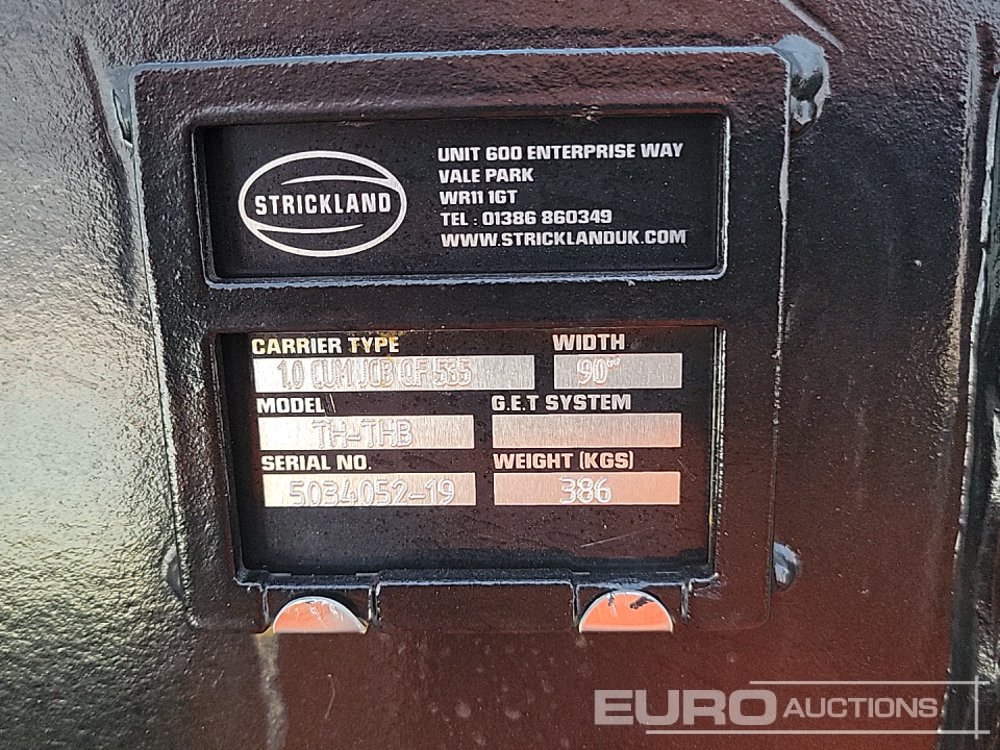 STRICKLAND
UNIT 600 ENTERPRISE WAY
VALE PARK
WR11 1GT
TEL : 01386 860349
WWW.STRICKLANDUK.COM
CARRIER TYPE
1.0 CUM JCB QF 535
WIDTH
90"
MODEL
TH-THB
G.E.T SYSTEM
SERIAL NO.
5034052-19
WEIGHT (KGS)
386
EURO AUCTIONS